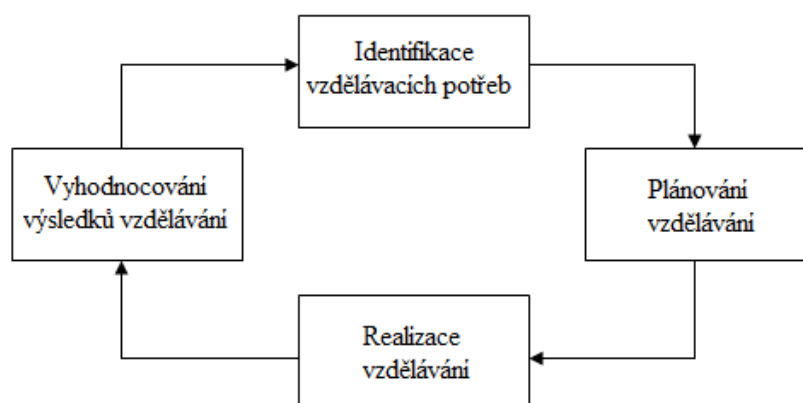 Identifikace
vzdělávacích potřeb
Plánování
vzdělávání
Realizace
vzdělávání
Vyhodnocování
výsledků vzdělávání